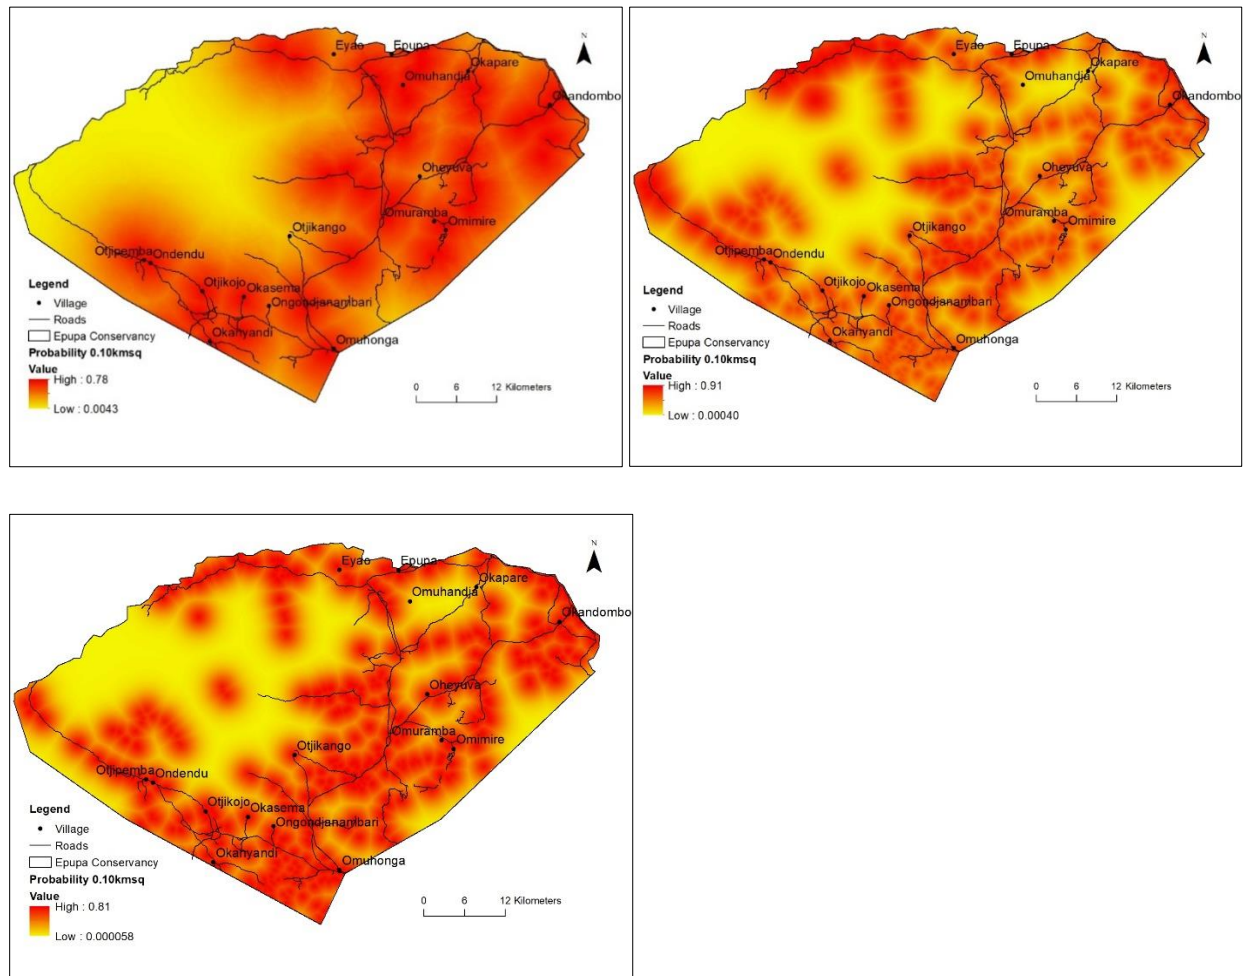 N
Eyao
Epupa
Okapare
Omuhandja
Okandombo
Oheyuva
Omuramba
Omimire
Otjikango
Otjipemba
Ondendu
Otjikojo
Okasema
Ongondjanambari
Okanyandi
Omuhonga
Legend
Village
Roads
Epupa Conservancy
Probability 0.10kmsq
Value
High : 0.78
Low : 0.0043
0 6 12 Kilometers
N
Eyao
Epupa
Okapare
Omuhandja
Okandombo
Oheyuva
Omuramba
Omimire
Otjikango
Otjipemba
Ondendu
Otjikojo
Okasema
Ongondjanambari
Okanyandi
Omuhonga
Legend
Village
Roads
Epupa Conservancy
Probability 0.10kmsq
Value
High : 0.91
Low : 0.00040
0 6 12 Kilometers
N
Eyao
Epupa
Okapare
Omuhandja
Okandombo
Oheyuva
Omuramba
Omimire
Otjikango
Otjipemba
Ondendu
Otjikojo
Okasema
Ongondjanambari
Okanyandi
Omuhonga
Legend
Village
Roads
Epupa Conservancy
Probability 0.10kmsq
Value
High : 0.81
Low : 0.000058
0 6 12 Kilometers